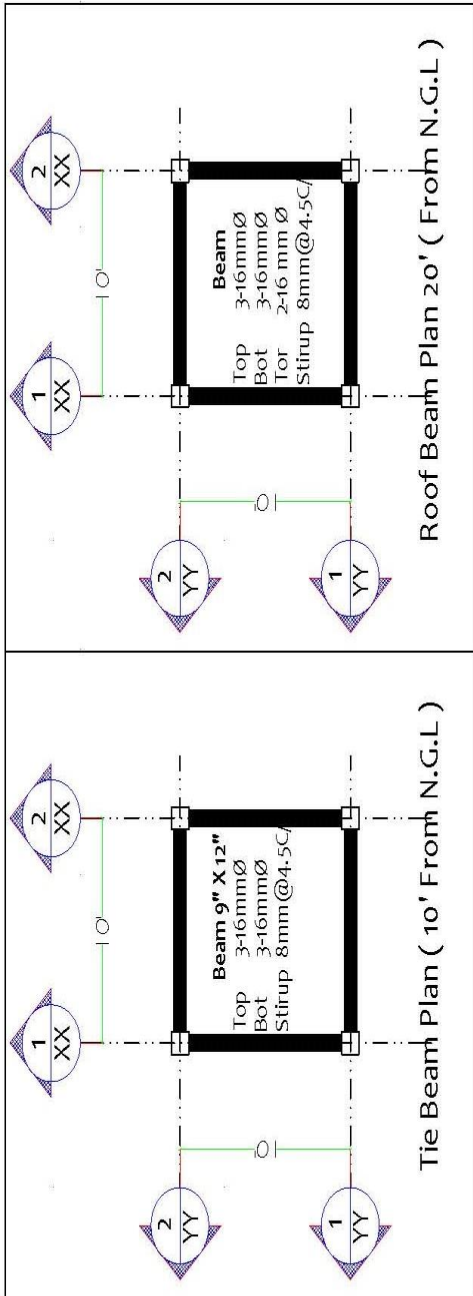 1
XX
2
XX
10'
2
YY
10'
1
YY
Beam 9" X 12"
Top 3-16mmØ
Bot 3-16mmØ
Stirup 8mm@4.5C/
Tie Beam Plan ( 10' From N.G.L )
1
XX
2
XX
10'
2
YY
10'
1
YY
Beam
Top 3-16mmØ
Bot 3-16mmØ
Tor 2-16 mm Ø
Stirup 8mm@4.5C/
Roof Beam Plan 20' ( From N.G.L )